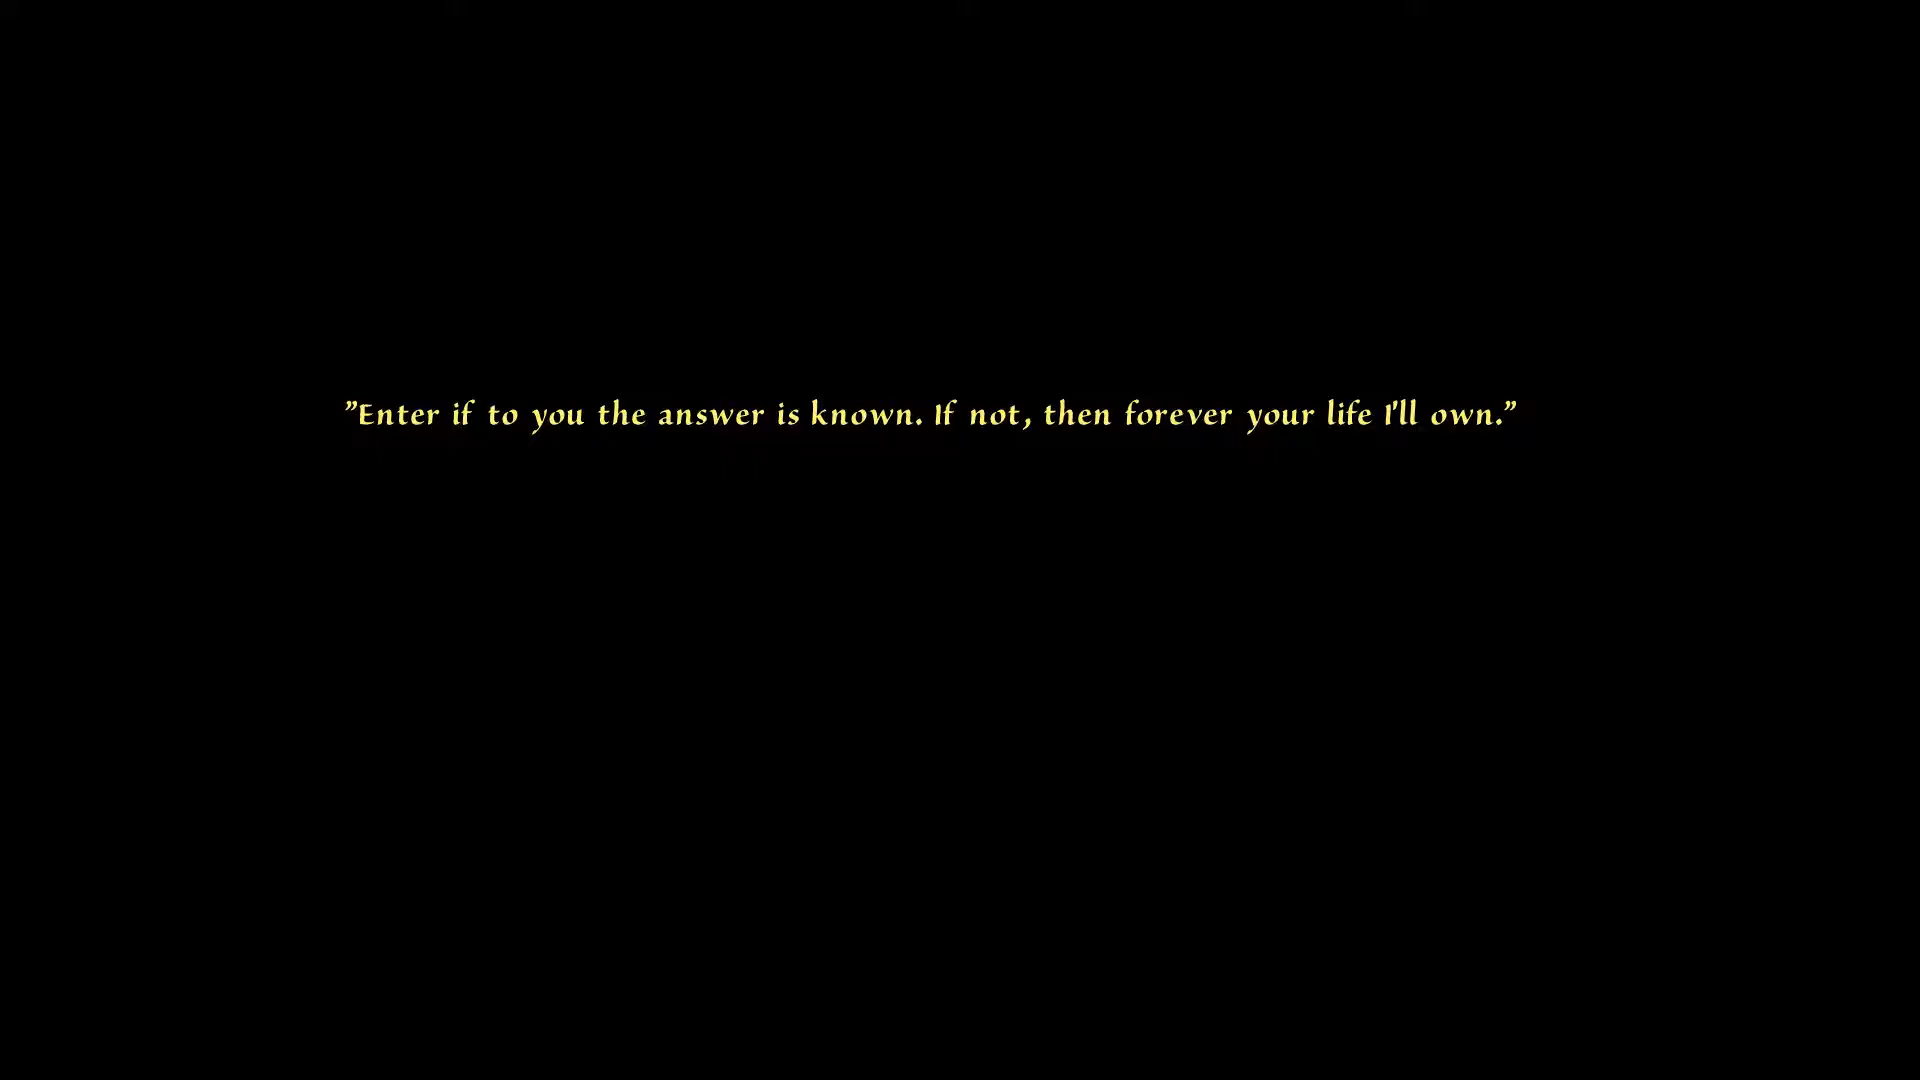 "Enter if to you the answer is known. If not, then forever your life I'll own."